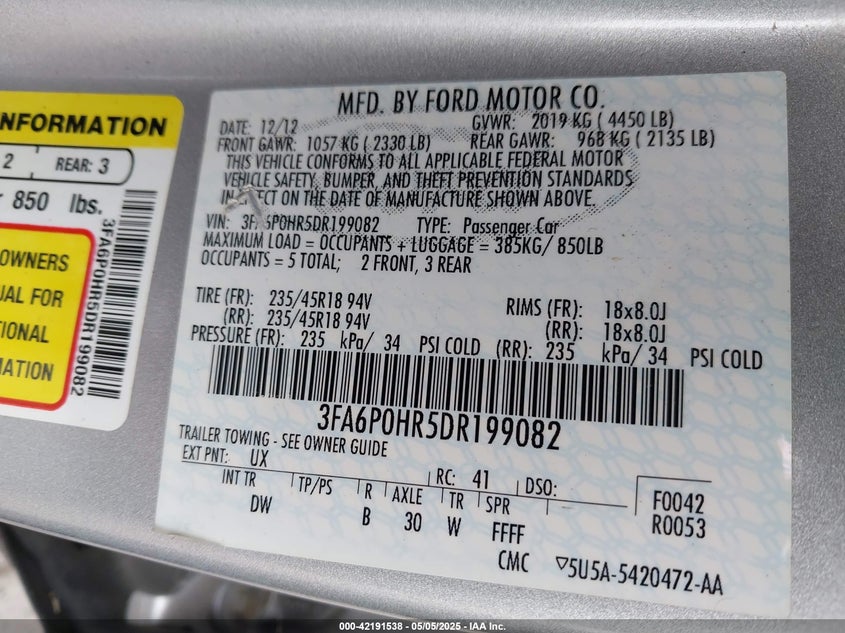 INFORMATION
2
REAR: 3
850 lbs.
OWNERS
UAL FOR
TIONAL
MATION
3FA6P0HR5DR199082
MFD. BY FORD MOTOR CO.
DATE: 12/12
GVWR: 2019 KG ( 4450 LB)
FRONT GAWR: 1057 KG ( 2330 LB)
REAR GAWR: 968 KG ( 2135 LB)
THIS VEHICLE CONFORMS TO ALL APPLICABLE FEDERAL MOTOR
VEHICLE SAFETY, BUMPER, AND THEFT PREVENTION STANDARDS
IN EFFECT ON THE DATE OF MANUFACTURE SHOWN ABOVE.
VIN: 3FA6P0HR5DR199082 TYPE: Passenger Car
MAXIMUM LOAD = OCCUPANTS + LUGGAGE = 385KG/ 850LB
OCCUPANTS = 5 TOTAL; 2 FRONT, 3 REAR
TIRE (FR): 235/45R18 94V RIMS (FR): 18x8.0J
(RR): 235/45R18 94V (RR): 18x8.0J
PRESSURE (FR): 235 kPa/ 34 PSI COLD (RR): 235 kPa/ 34 PSI COLD
3FA6P0HR5DR199082
TRAILER TOWING - SEE OWNER GUIDE
EXT PNT: UX RC: 41 DSO:
INT TR TP/PS R AXLE TR SPR
DW B 30 W FFFF
F0042
R0053
CMC ▽5U5A-5420472-AA
000-42191538 - 05/05/2025 - IAA Inc.